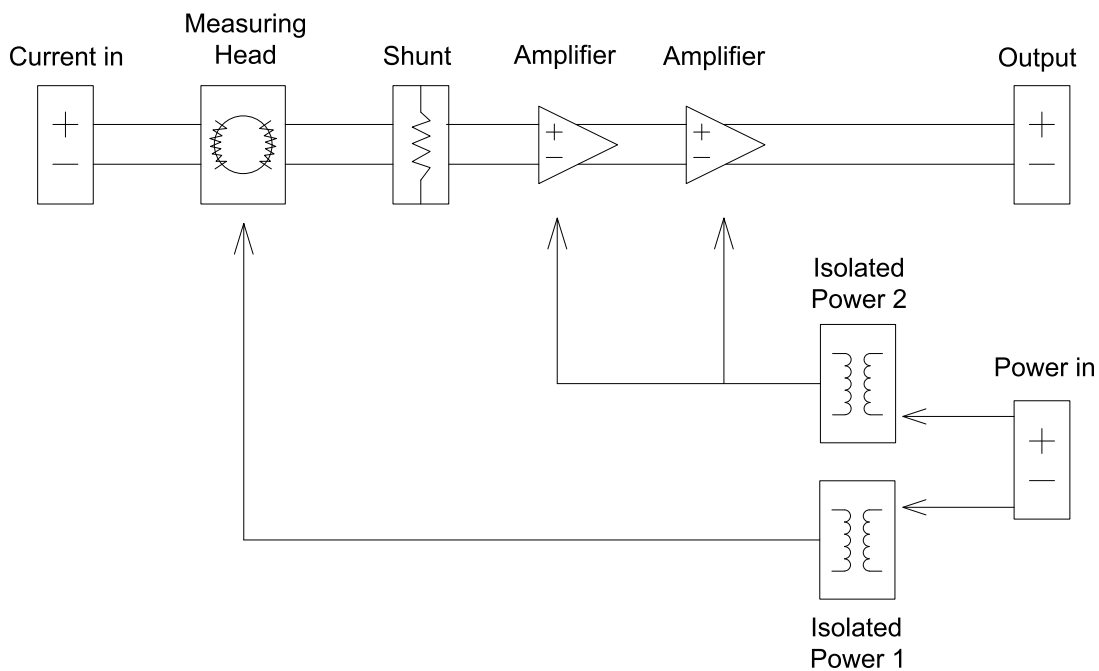 Current in
Measuring
Head
Shunt
Amplifier
Amplifier
Output
+
−
+
−
+
−
+
−
Isolated
Power 2
Power in
+
−
Isolated
Power 1